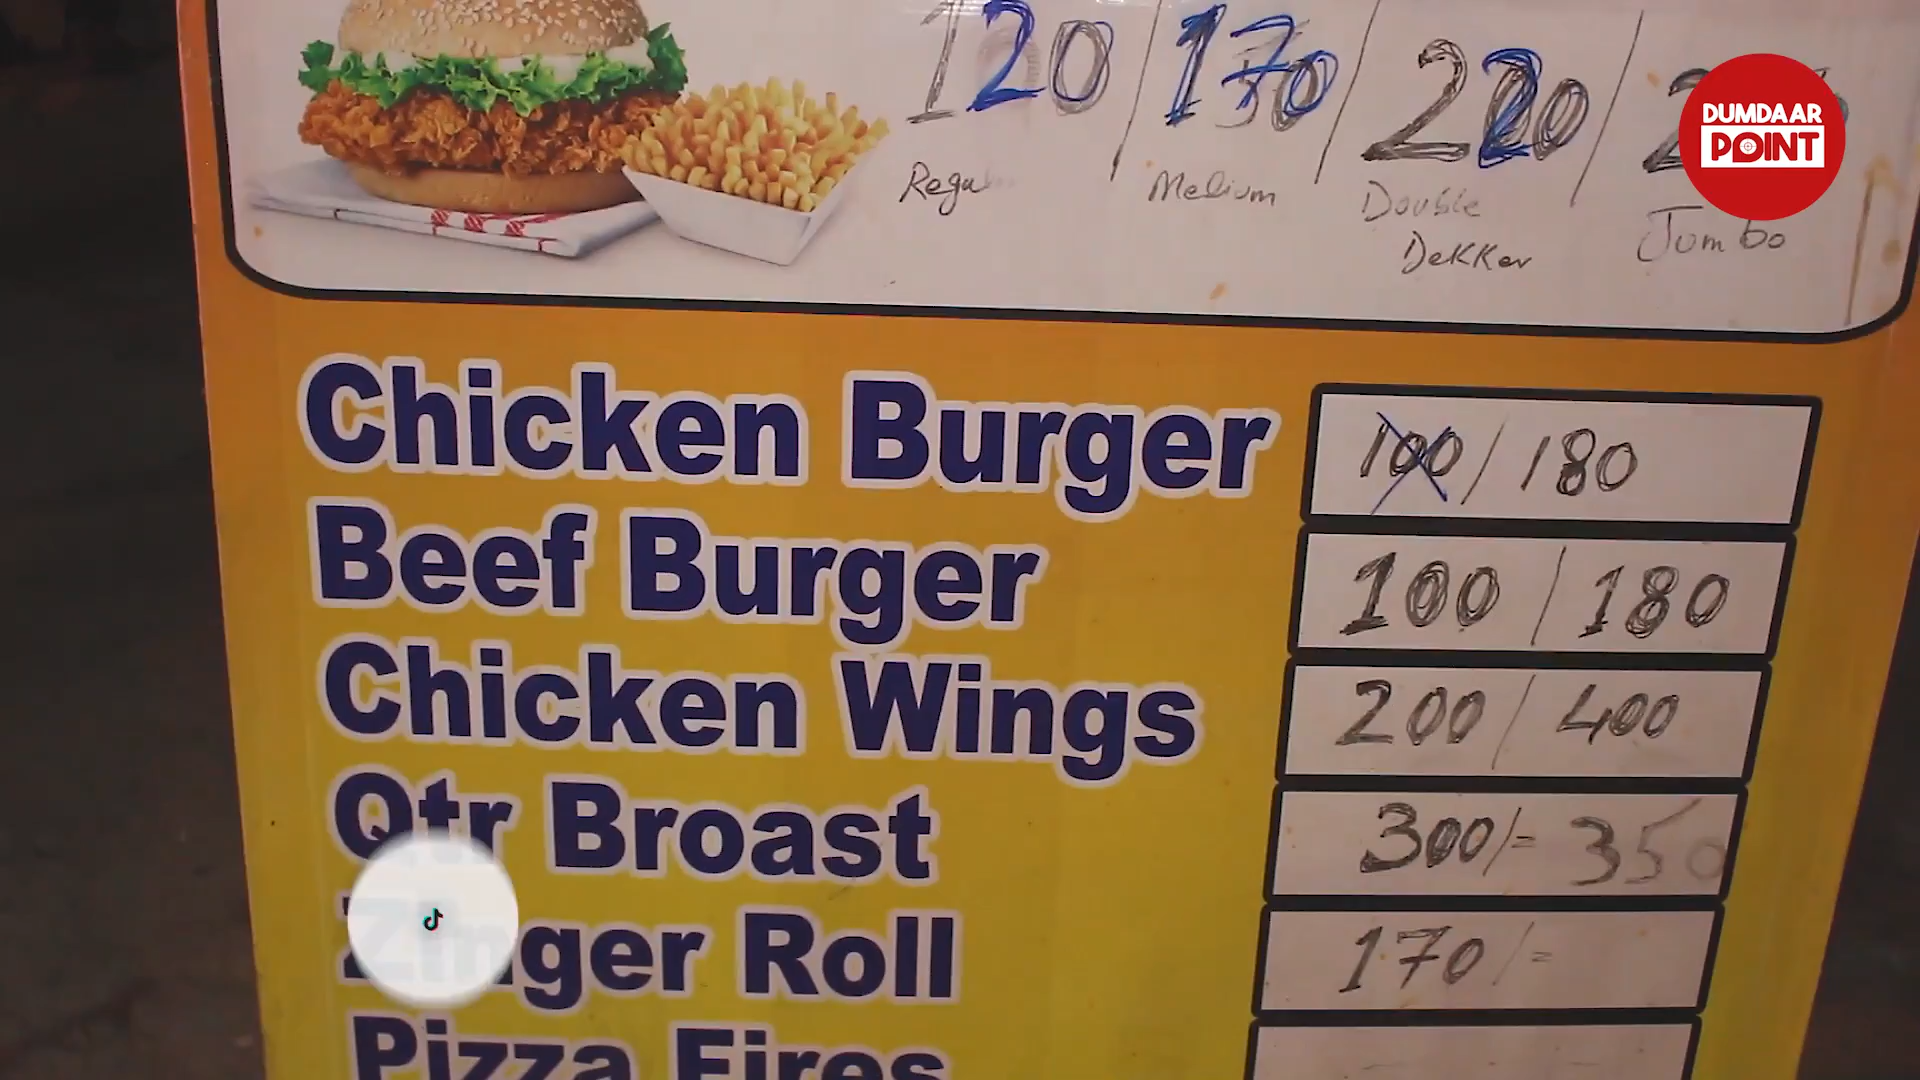 120 / 170 / 220 /
Regu
Medium
Double
Dekker
Jumbo
DUMDAAR
POINT
Chicken Burger 100 / 180
Beef Burger 100 / 180
Chicken Wings 200 / 400
Qtr Broast 300/= 350
Zinger Roll 170/=
Pizza Fires